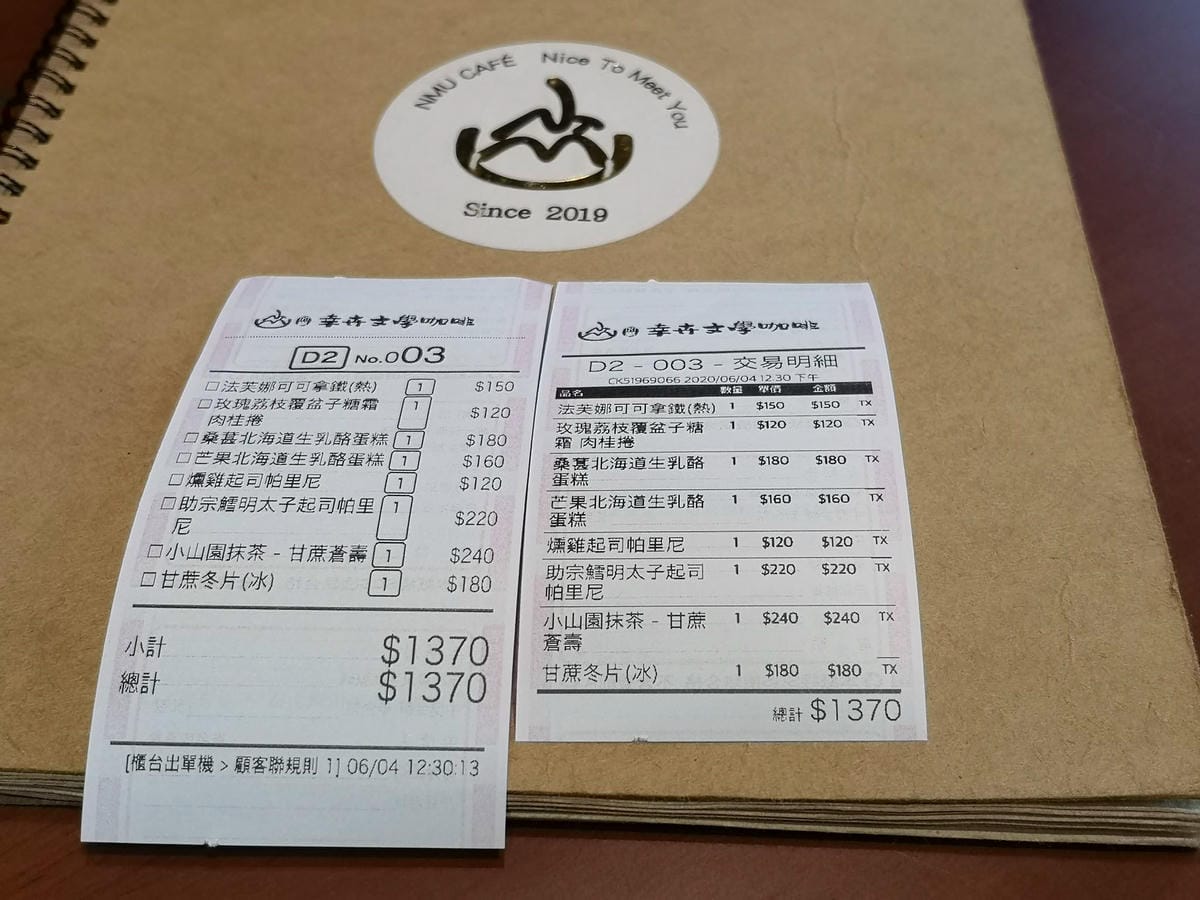 NMU CAFÉ Nice To Meet You
Since 2019
幸卉文學咖啡
D2 No.003
□法芙娜可可拿鐵(熱) 1 $150
□玫瑰荔枝覆盆子糖霜 1 $120
肉桂捲
□桑葚北海道生乳酪蛋糕 1 $180
□芒果北海道生乳酪蛋糕 1 $160
□燻雞起司帕里尼 1 $120
□助宗鱈明太子起司帕里 1 $220
尼
□小山園抹茶 - 甘蔗蒼壽 1 $240
□甘蔗冬片(冰) 1 $180
小計 $1370
總計 $1370
[櫃台出單機 > 顧客聯規則 1] 06/04 12:30:13
幸卉文學咖啡
D2 - 003 - 交易明細
CK51969066 2020/06/04 12:30 下午
品名 數量 單價 金額
法芙娜可可拿鐵(熱) 1 $150 $150 TX
玫瑰荔枝覆盆子糖 1 $120 $120 TX
霜 肉桂捲
桑葚北海道生乳酪 1 $180 $180 TX
蛋糕
芒果北海道生乳酪 1 $160 $160 TX
蛋糕
燻雞起司帕里尼 1 $120 $120 TX
助宗鱈明太子起司 1 $220 $220 TX
帕里尼
小山園抹茶 - 甘蔗 1 $240 $240 TX
蒼壽
甘蔗冬片(冰) 1 $180 $180 TX
總計 $1370